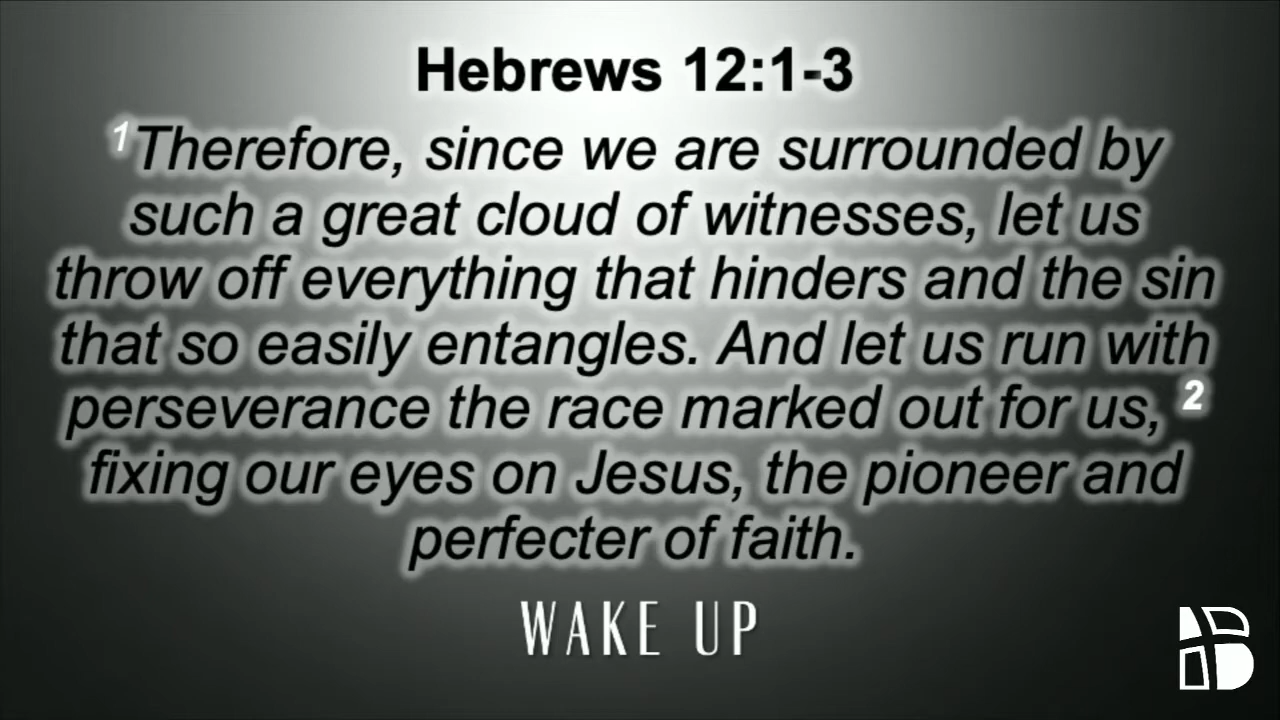 Hebrews 12:1-3
1 Therefore, since we are surrounded by
such a great cloud of witnesses, let us
throw off everything that hinders and the sin
that so easily entangles. And let us run with
perseverance the race marked out for us, 2
fixing our eyes on Jesus, the pioneer and
perfecter of faith.
WAKE UP